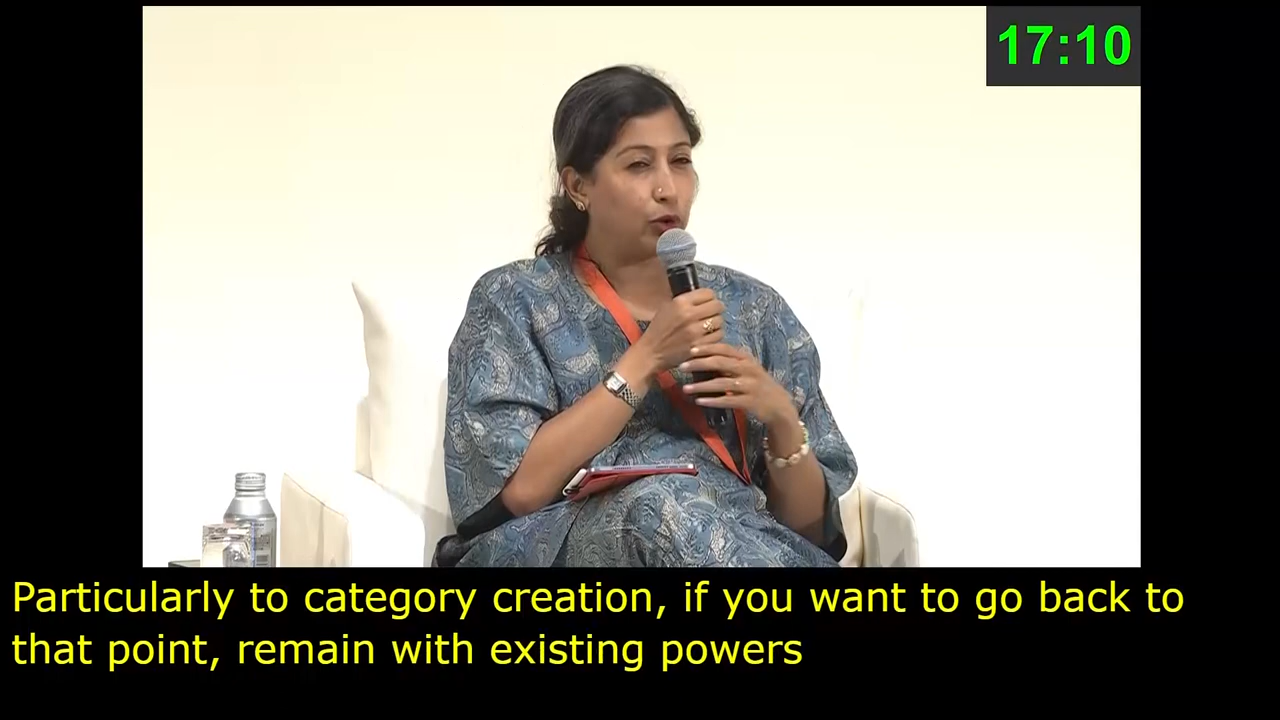 17:10
Particularly to category creation, if you want to go back to
that point, remain with existing powers